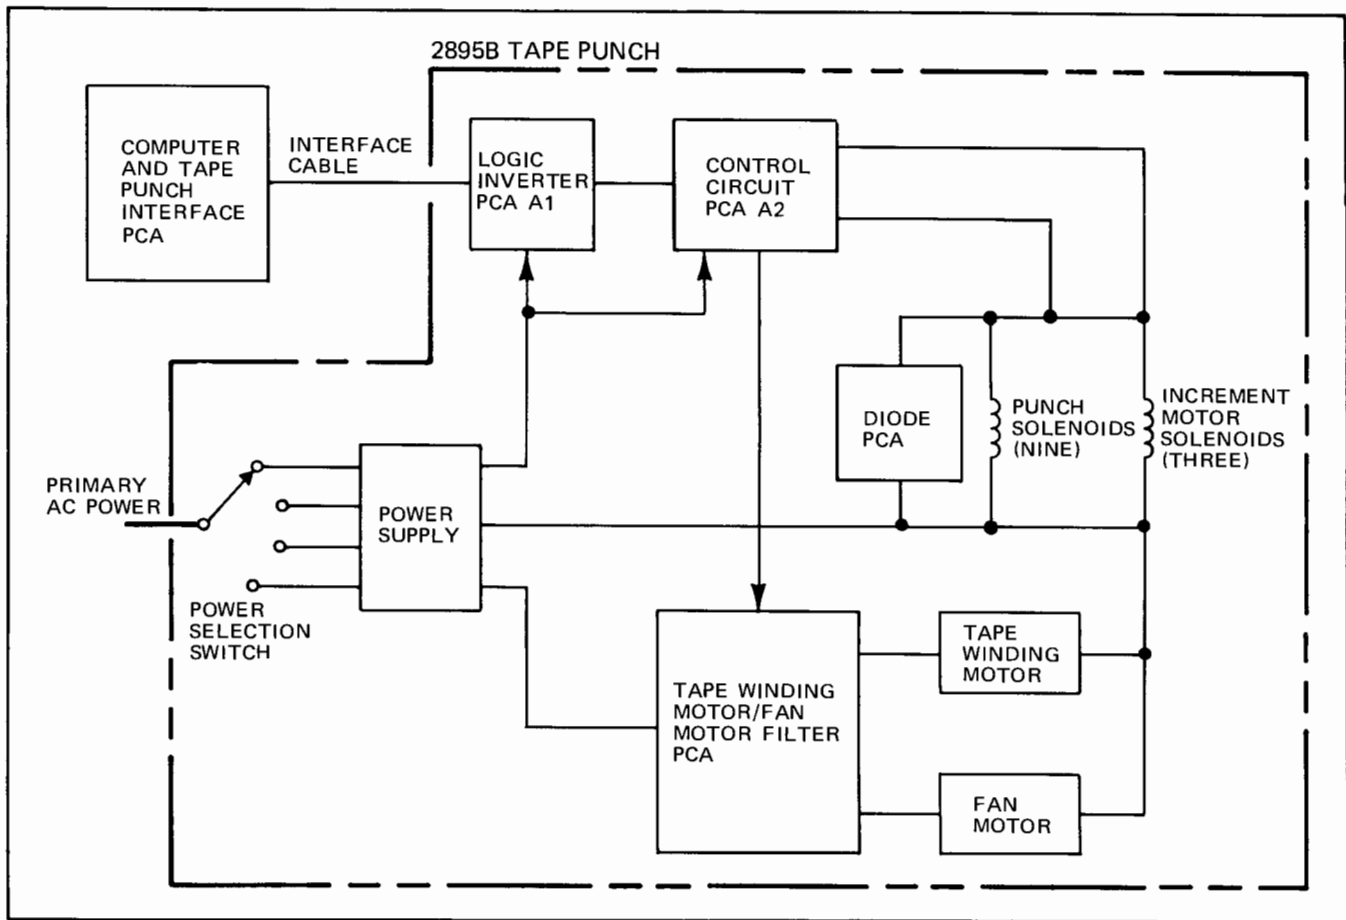 2895B TAPE PUNCH
COMPUTER
AND TAPE
PUNCH
INTERFACE
PCA
INTERFACE
CABLE
LOGIC
INVERTER
PCA A1
CONTROL
CIRCUIT
PCA A2
DIODE
PCA
PUNCH
SOLENOIDS
(NINE)
INCREMENT
MOTOR
SOLENOIDS
(THREE)
PRIMARY
AC POWER
POWER
SUPPLY
POWER
SELECTION
SWITCH
TAPE WINDING
MOTOR/FAN
MOTOR FILTER
PCA
TAPE
WINDING
MOTOR
FAN
MOTOR